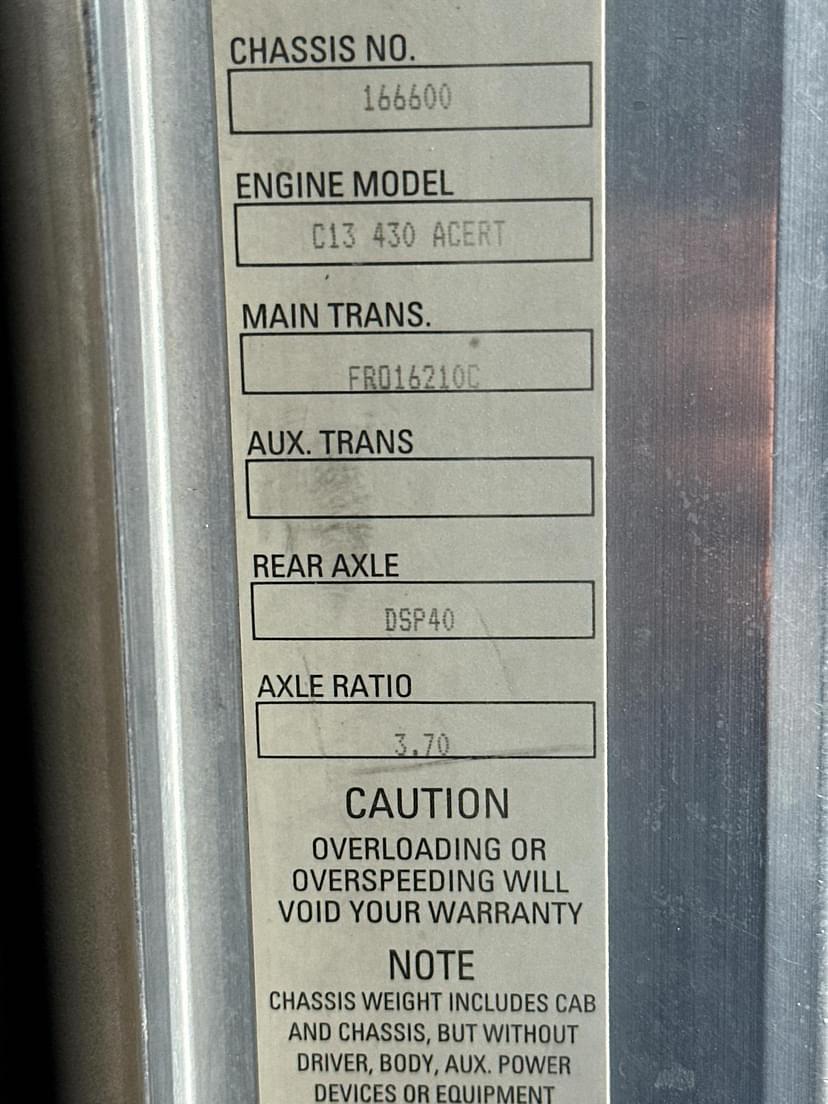 CHASSIS NO.
166600
ENGINE MODEL
C13 430 ACERT
MAIN TRANS.
FRO16210C
AUX. TRANS
REAR AXLE
DSP40
AXLE RATIO
3.70
CAUTION
OVERLOADING OR
OVERSPEEDING WILL
VOID YOUR WARRANTY
NOTE
CHASSIS WEIGHT INCLUDES CAB
AND CHASSIS, BUT WITHOUT
DRIVER, BODY, AUX. POWER
DEVICES OR EQUIPMENT